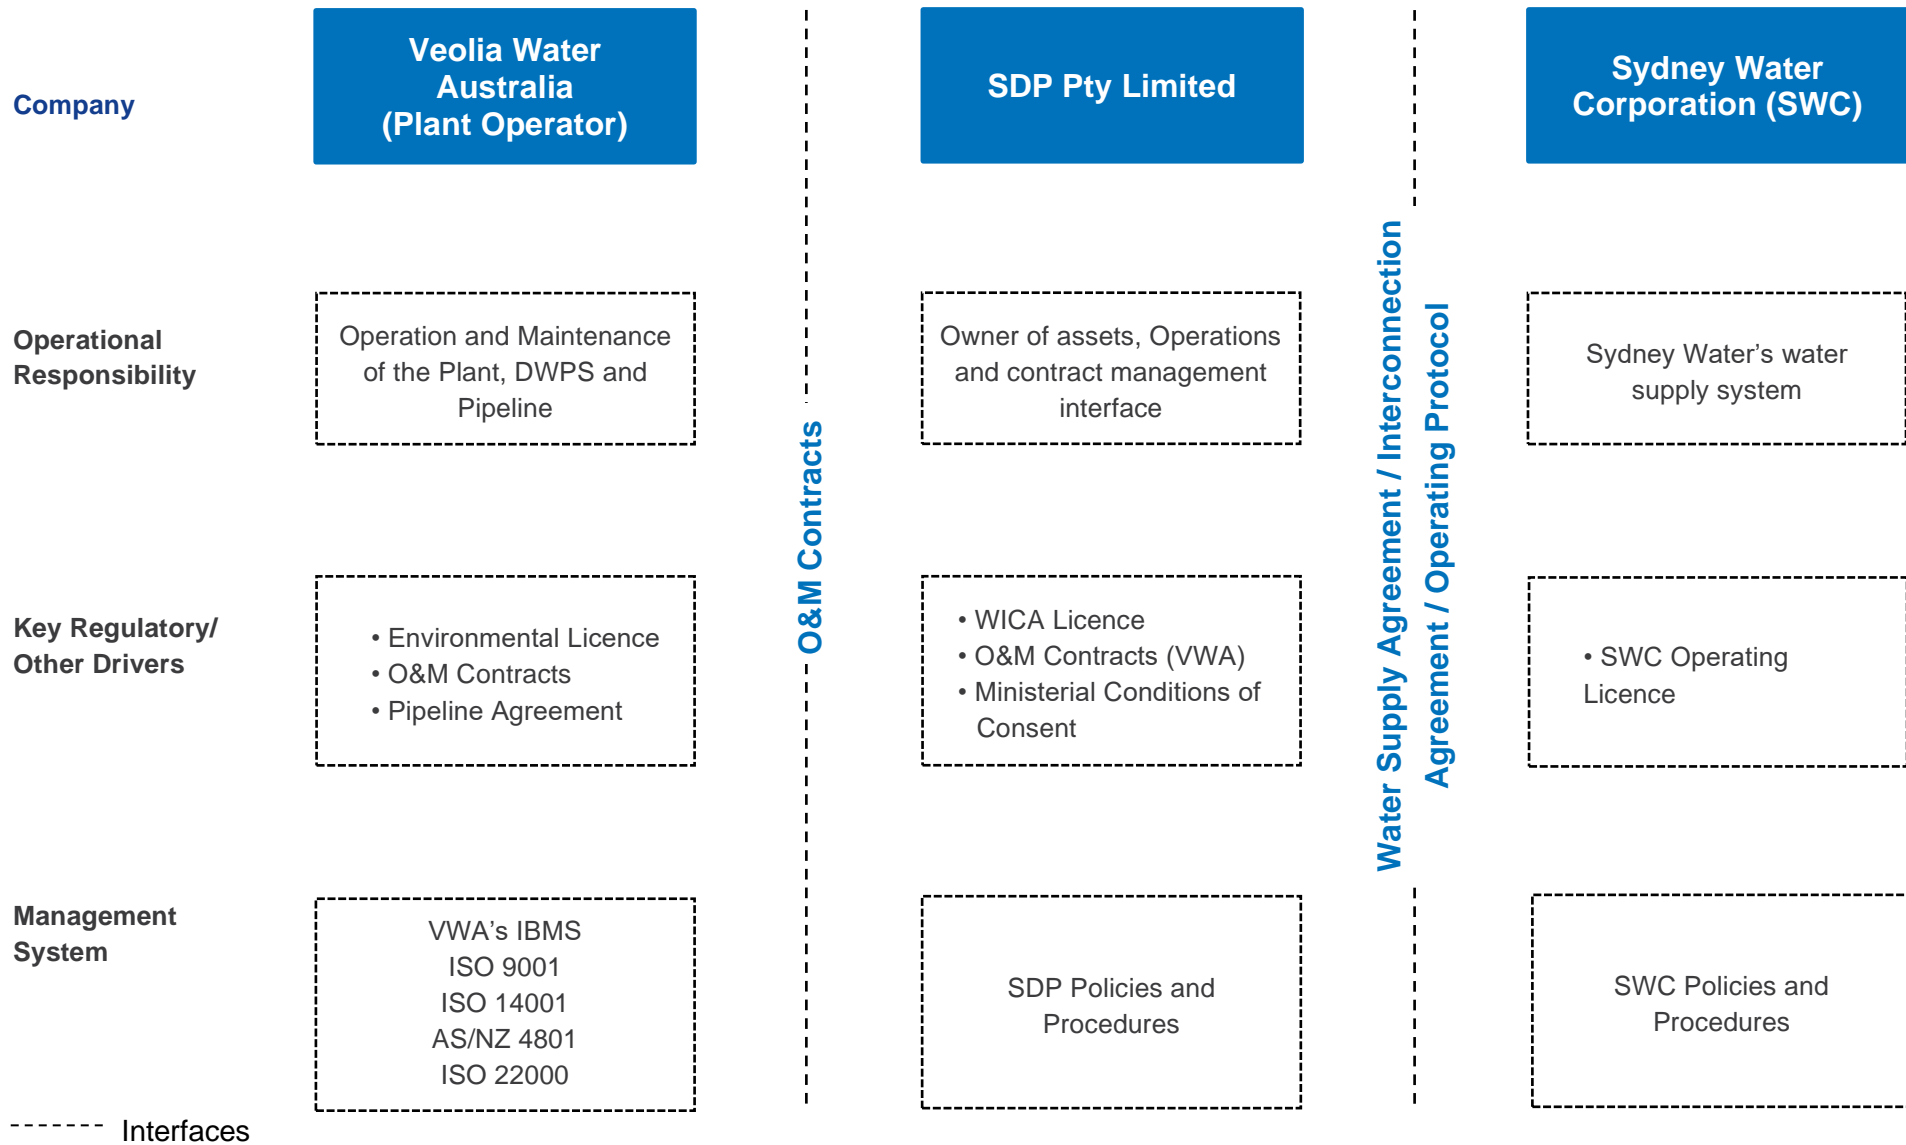 Company
Veolia Water
Australia
(Plant Operator)
SDP Pty Limited
Sydney Water
Corporation (SWC)
Operational
Responsibility
Operation and Maintenance
of the Plant, DWPS and
Pipeline
Owner of assets, Operations
and contract management
interface
Sydney Water’s water
supply system
O&M Contracts
Water Supply Agreement / Interconnection
Agreement / Operating Protocol
Key Regulatory/
Other Drivers
• Environmental Licence
• O&M Contracts
• Pipeline Agreement
• WICA Licence
• O&M Contracts (VWA)
• Ministerial Conditions of
Consent
• SWC Operating
Licence
Management
System
VWA’s IBMS
ISO 9001
ISO 14001
AS/NZ 4801
ISO 22000
SDP Policies and
Procedures
SWC Policies and
Procedures
Interfaces